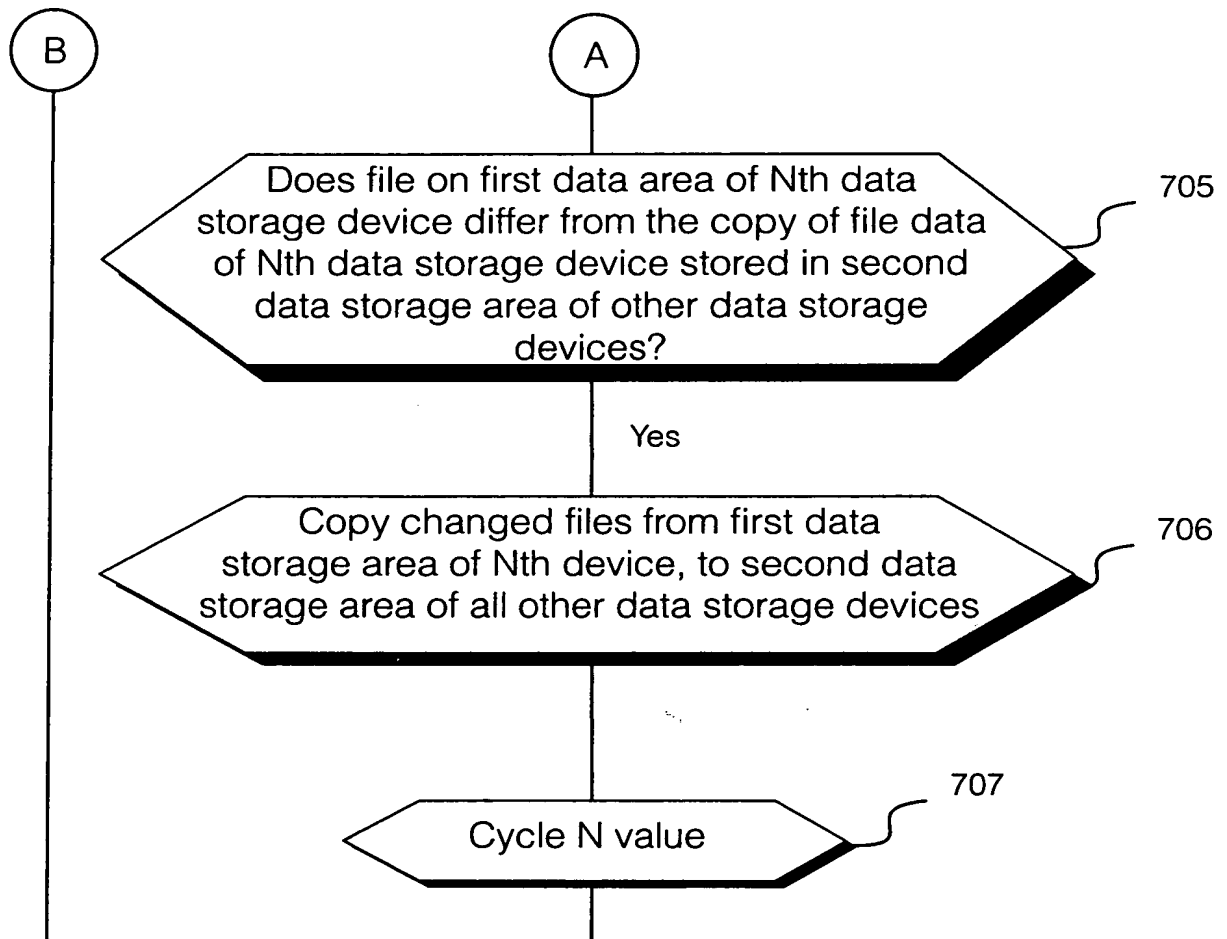 B
A
Does file on first data area of Nth data
storage device differ from the copy of file data
of Nth data storage device stored in second
data storage area of other data storage
devices?
705
Yes
Copy changed files from first data
storage area of Nth device, to second data
storage area of all other data storage devices
706
Cycle N value
707